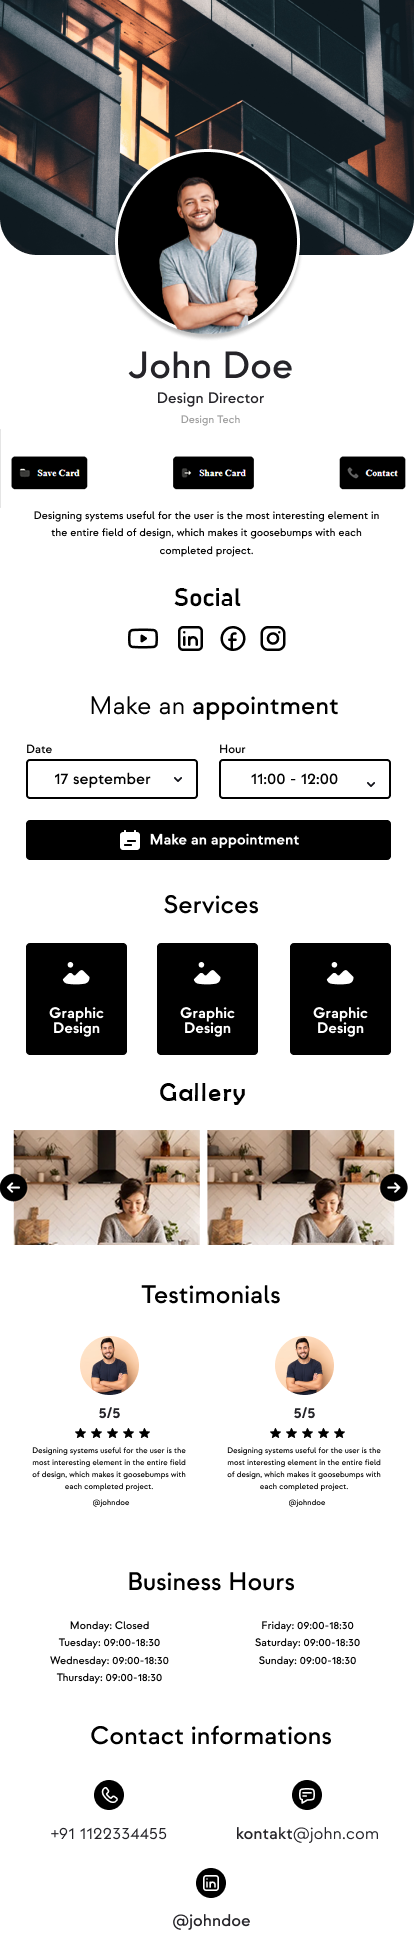 John Doe
Design Director
Design Tech
Save Card
Share Card
Contact
Designing systems useful for the user is the most interesting element in
the entire field of design, which makes it goosebumps with each
completed project.
Social
Make an appointment
Date
Hour
17 september
11:00 - 12:00
Make an appointment
Services
Graphic
Design
Graphic
Design
Graphic
Design
Gallery
Testimonials
5/5
Designing systems useful for the user is the
most interesting element in the entire field
of design, which makes it goosebumps with
each completed project.
@johndoe
5/5
Designing systems useful for the user is the
most interesting element in the entire field
of design, which makes it goosebumps with
each completed project.
@johndoe
Business Hours
Monday: Closed
Tuesday: 09:00-18:30
Wednesday: 09:00-18:30
Thursday: 09:00-18:30
Friday: 09:00-18:30
Saturday: 09:00-18:30
Sunday: 09:00-18:30
Contact informations
+91 1122334455
kontakt@john.com
@johndoe